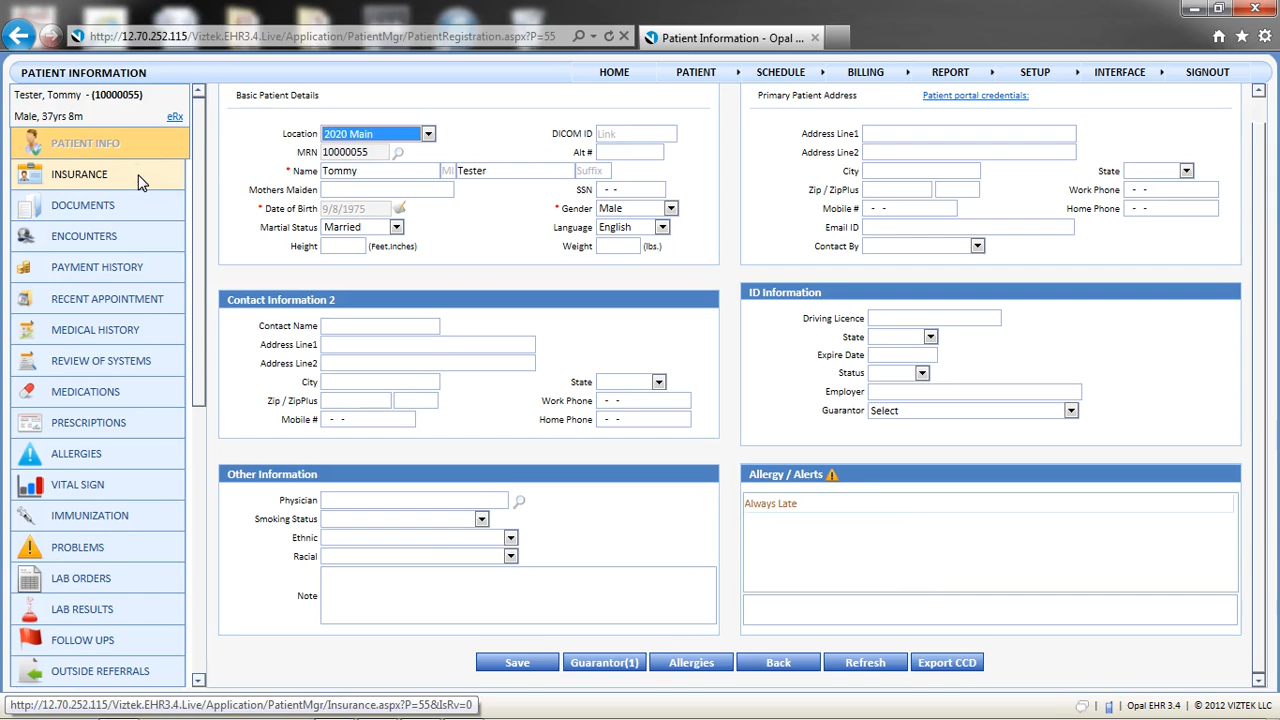 http://12.70.252.115/Viztek.EHR3.4.Live/Application/PatientMgr/PatientRegistration.aspx?P=55
Patient Information - Opal ...
PATIENT INFORMATION
HOME PATIENT SCHEDULE BILLING REPORT SETUP INTERFACE SIGNOUT
Tester, Tommy - (10000055)
Male, 37yrs 8m eRx
PATIENT INFO
INSURANCE
DOCUMENTS
ENCOUNTERS
PAYMENT HISTORY
RECENT APPOINTMENT
MEDICAL HISTORY
REVIEW OF SYSTEMS
MEDICATIONS
PRESCRIPTIONS
ALLERGIES
VITAL SIGN
IMMUNIZATION
PROBLEMS
LAB ORDERS
LAB RESULTS
FOLLOW UPS
OUTSIDE REFERRALS
Basic Patient Details
Location 2020 Main DICOM ID Link
MRN 10000055 Alt #
* Name Tommy MI Tester Suffix
Mothers Maiden SSN - -
* Date of Birth 9/8/1975 * Gender Male
Martial Status Married Language English
Height (Feet.Inches) Weight (lbs.)
Primary Patient Address Patient portal credentials:
Address Line1
Address Line2
City State
Zip / ZipPlus Work Phone - -
Mobile # - - Home Phone - -
Email ID
Contact By
Contact Information 2
Contact Name
Address Line1
Address Line2
City State
Zip / ZipPlus Work Phone - -
Mobile # - - Home Phone - -
ID Information
Driving Licence
State
Expire Date
Status
Employer
Guarantor Select
Other Information
Physician
Smoking Status
Ethnic
Racial
Note
Allergy / Alerts
Always Late
Save Guarantor(1) Allergies Back Refresh Export CCD
http://12.70.252.115/Viztek.EHR3.4.Live/Application/PatientMgr/Insurance.aspx?P=55&IsRv=0
Opal EHR 3.4 | © 2012 VIZTEK LLC